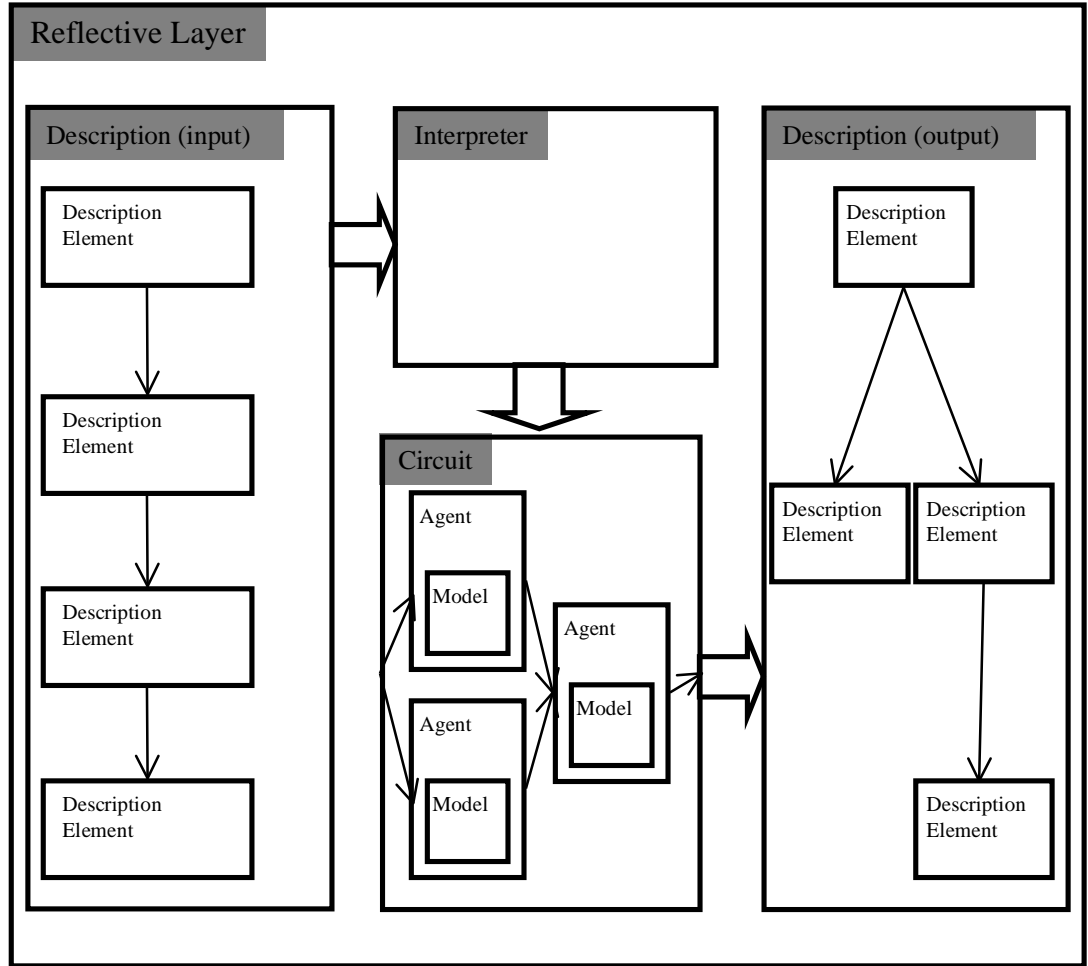 Reflective Layer
Description (input)
Description
Element
Description
Element
Description
Element
Description
Element
Interpreter
Circuit
Agent
Model
Agent
Model
Agent
Model
Description (output)
Description
Element
Description
Element
Description
Element
Description
Element